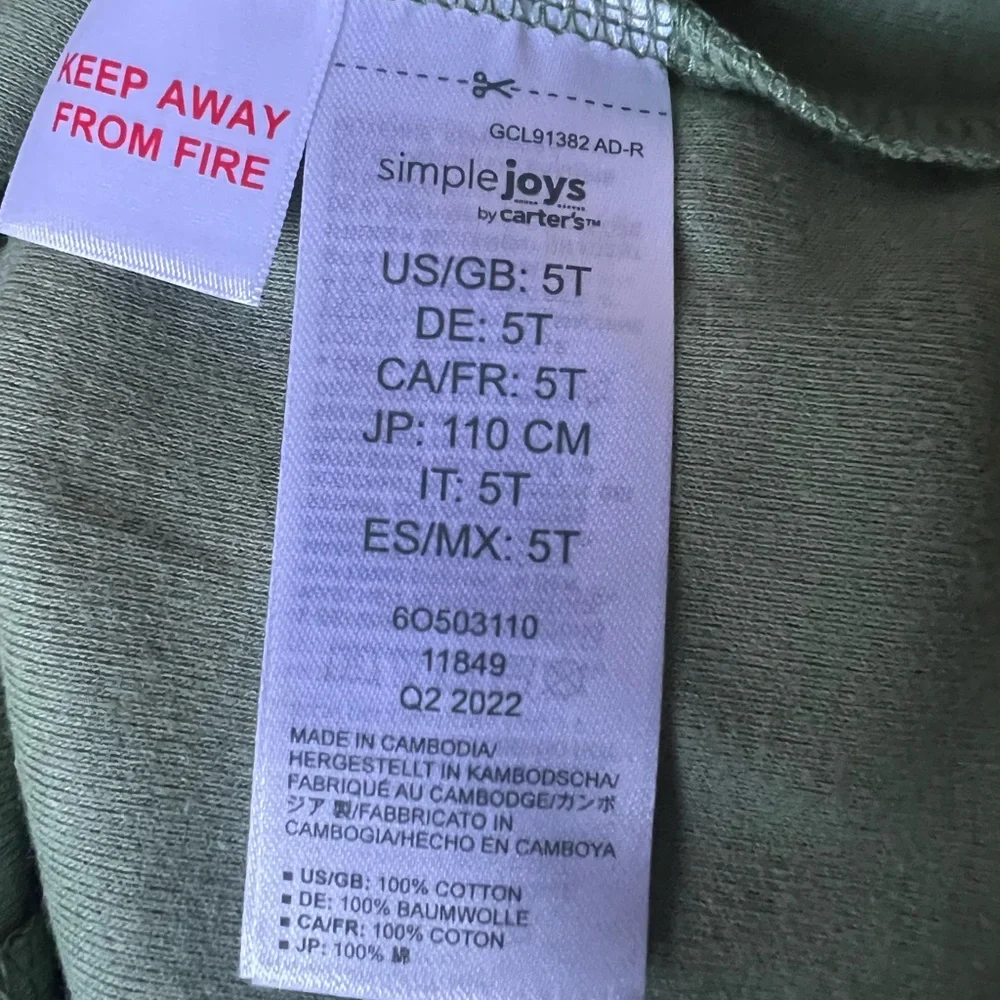 KEEP AWAY
FROM FIRE
GCL91382 AD-R
simple joys
by carter's™
US/GB: 5T
DE: 5T
CA/FR: 5T
JP: 110 CM
IT: 5T
ES/MX: 5T
6O503110
11849
Q2 2022
MADE IN CAMBODIA/
HERGESTELLT IN KAMBODSCHA/
FABRIQUÉ AU CAMBODGE/カンボ
ジア 製/FABBRICATO IN
CAMBOGIA/HECHO EN CAMBOYA
▪ US/GB: 100% COTTON
▪ DE: 100% BAUMWOLLE
▪ CA/FR: 100% COTON
▪ JP: 100%